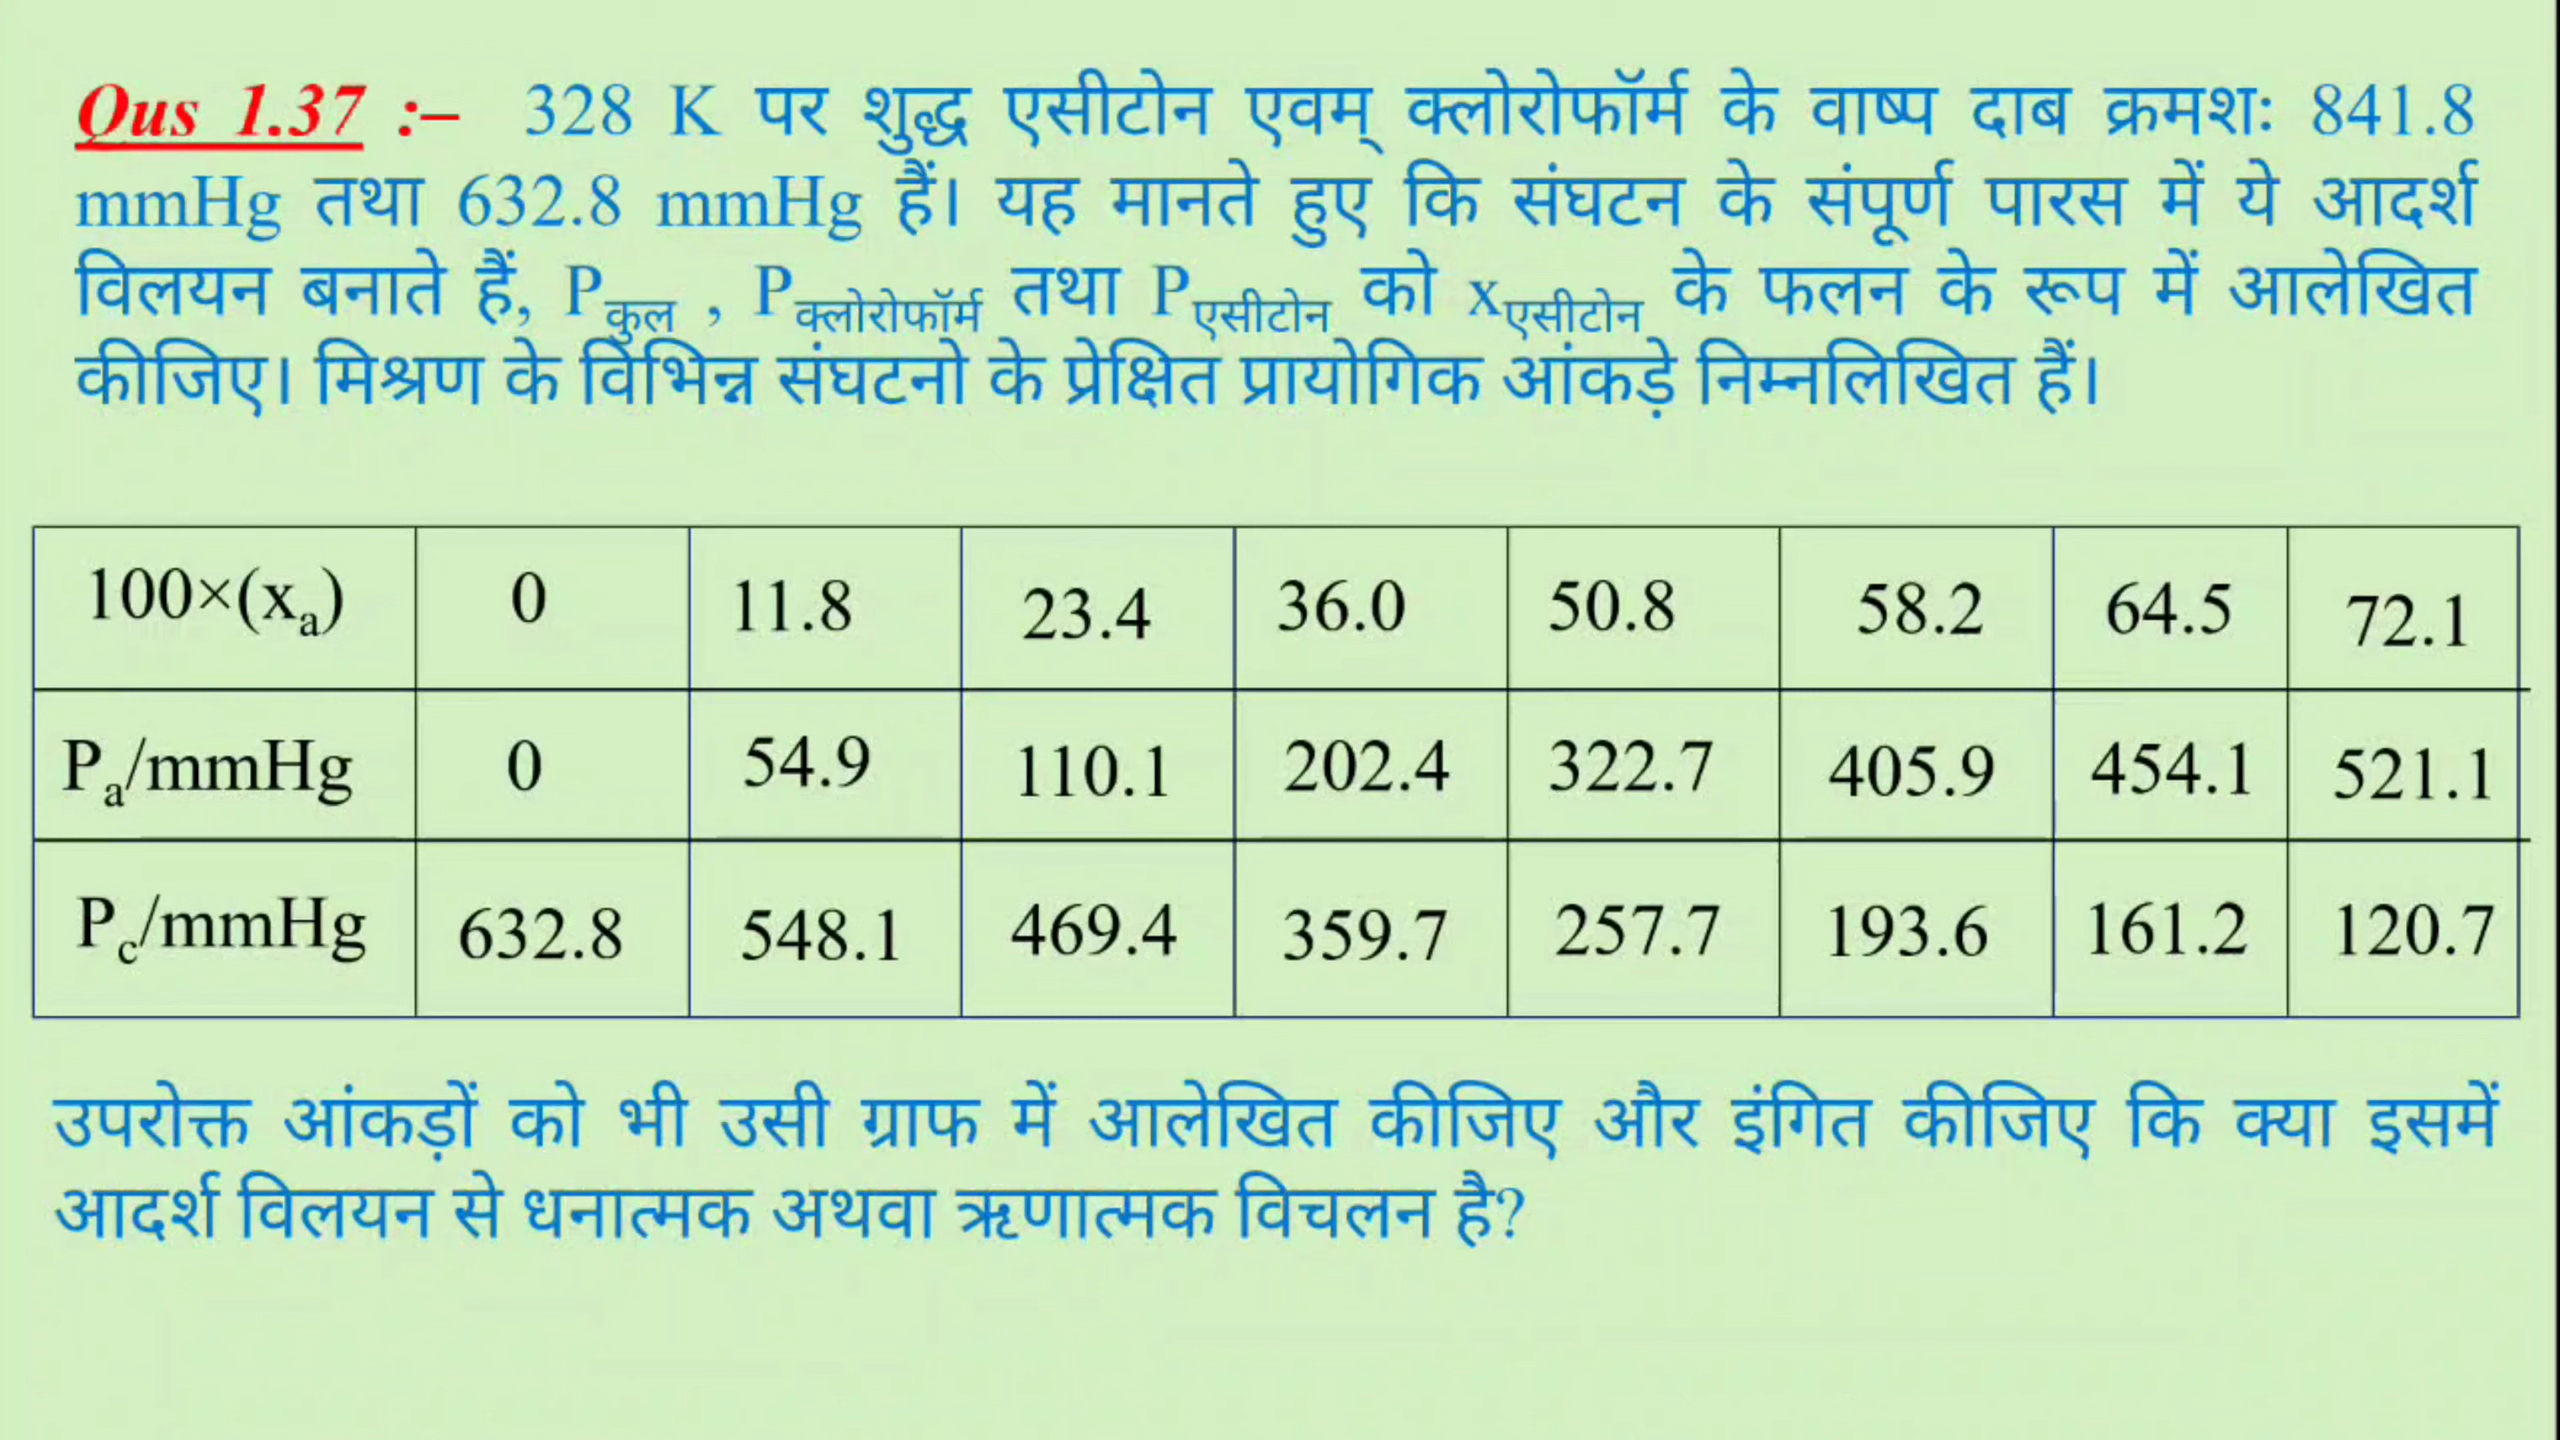 Qus 1.37 :– 328 K पर शुद्ध एसीटोन एवम् क्लोरोफॉर्म के वाष्प दाब क्रमशः 841.8
mmHg तथा 632.8 mmHg हैं। यह मानते हुए कि संघटन के संपूर्ण पारस में ये आदर्श
विलयन बनाते हैं, Pकुल , Pक्लोरोफॉर्म तथा Pएसीटोन को xएसीटोन के फलन के रूप में आलेखित
कीजिए। मिश्रण के विभिन्न संघटनो के प्रेक्षित प्रायोगिक आंकड़े निम्नलिखित हैं।
100×(xa) 0 11.8 23.4 36.0 50.8 58.2 64.5 72.1
Pa/mmHg 0 54.9 110.1 202.4 322.7 405.9 454.1 521.1
Pc/mmHg 632.8 548.1 469.4 359.7 257.7 193.6 161.2 120.7
उपरोक्त आंकड़ों को भी उसी ग्राफ में आलेखित कीजिए और इंगित कीजिए कि क्या इसमें
आदर्श विलयन से धनात्मक अथवा ऋणात्मक विचलन है?